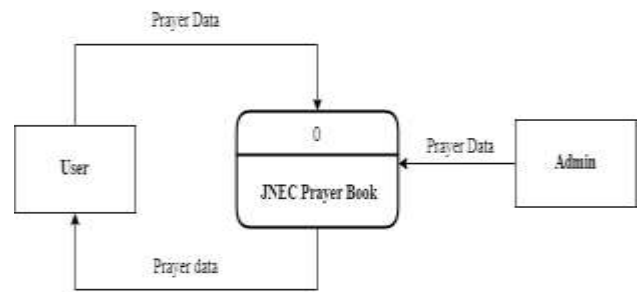 Prayer Data
0
User
JNEC Prayer Book
Prayer Data
Admin
Prayer data